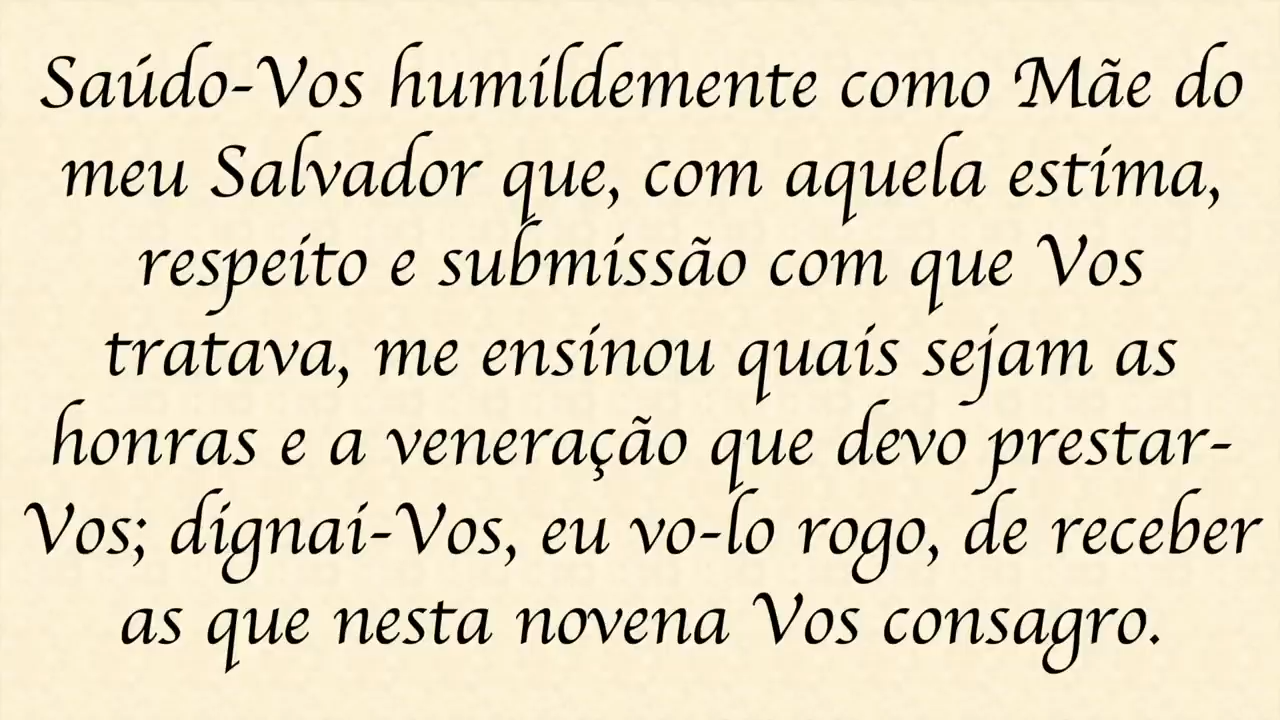 Saúdo-Vos humildemente como Mãe do
meu Salvador que, com aquela estima,
respeito e submissão com que Vos
tratava, me ensinou quais sejam as
honras e a veneração que devo prestar-
Vos; dignai-Vos, eu vo-lo rogo, de receber
as que nesta novena Vos consagro.